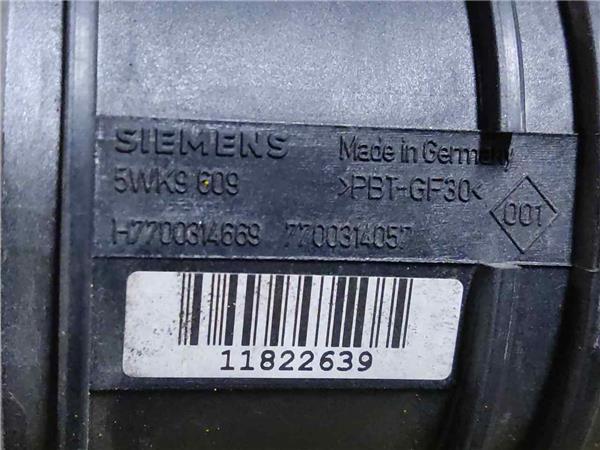 SIEMENS Made in Germany
5WK9 609 >PBT-GF30<
001
H7700314669 7700314057
11822639